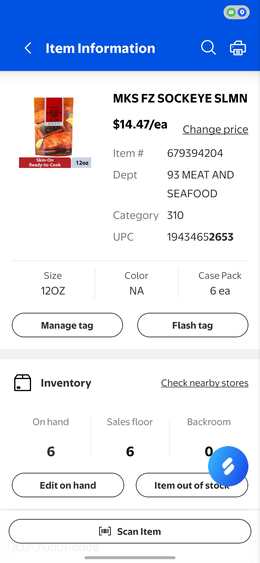 Item Information
MKS FZ SOCKEYE SLMN
$14.47/ea
Change price
Item # 679394204
Dept 93 MEAT AND SEAFOOD
Category 310
UPC 19434652653
Skin-On
Ready to Cook
12oz
Size Color Case Pack
12OZ NA 6 ea
Manage tag Flash tag
Inventory Check nearby stores
On hand Sales floor Backroom
6 6 0
Edit on hand Item out of stock
Scan Item